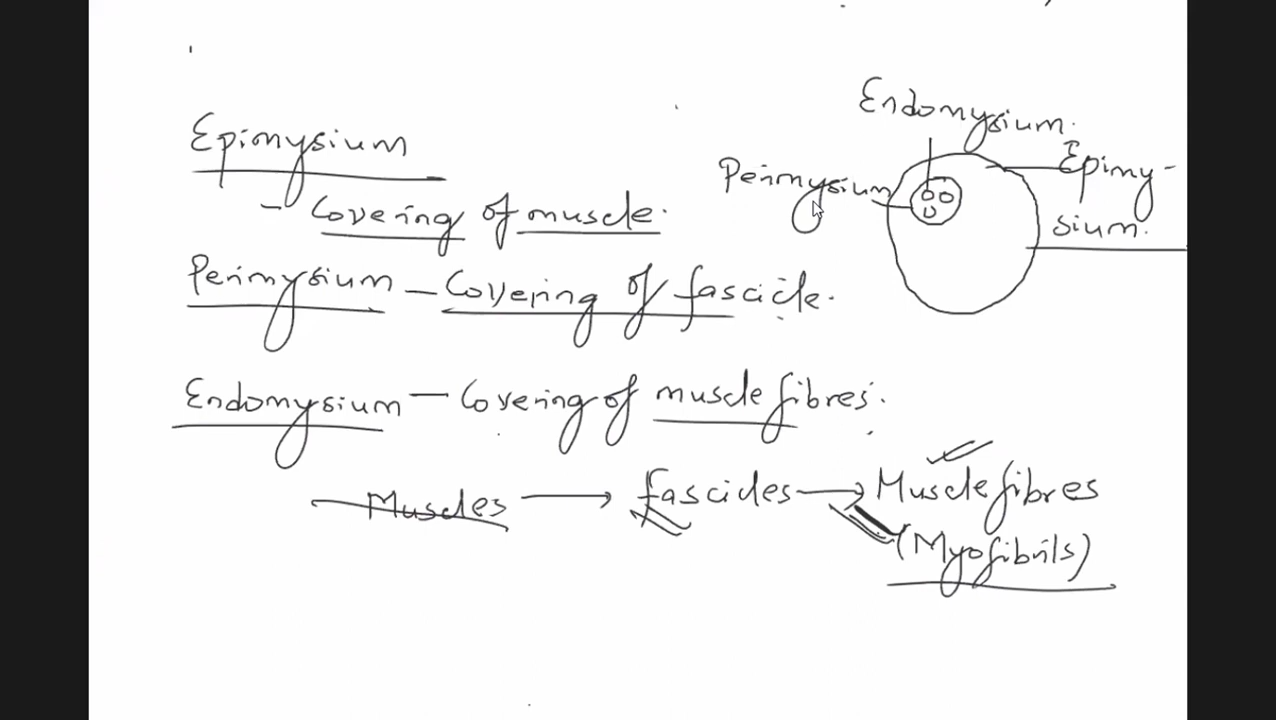 Epimysium
- Covering of muscle.
Perimysium - Covering of fascicle.
Endomysium - Covering of muscle fibres.
Muscles → fascicles → Muscle fibres
(Myofibrils)
Endomysium.
Perimysium
Epimy-
sium.